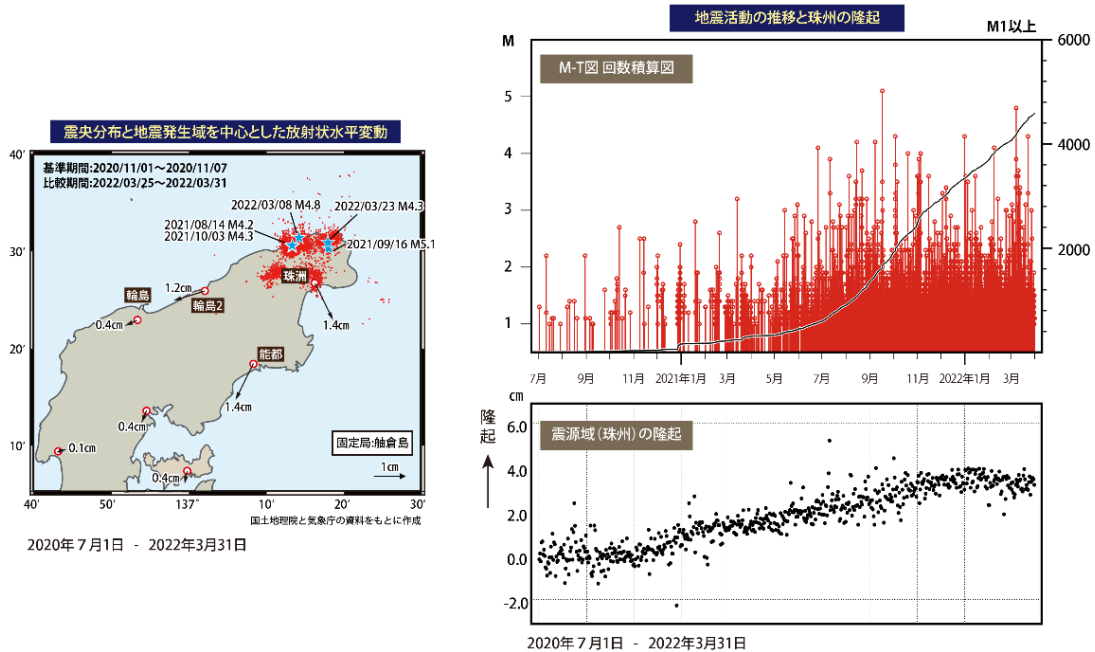 震央分布と地震発生域を中心とした放射状水平変動
40′
基準期間:2020/11/01～2020/11/07
比較期間:2022/03/25～2022/03/31
2022/03/08 M4.8
2022/03/23 M4.3
2021/08/14 M4.2
2021/10/03 M4.3
2021/09/16 M5.1
30′
珠洲
1.2cm
輪島
輪島2
0.4cm
1.4cm
20′
能都
1.4cm
0.4cm
固定局:舳倉島
10′
0.1cm
0.4cm
1cm
40′ 50′ 137° 10′ 20′ 30′
国土地理院と気象庁の資料をもとに作成
2020年７月1日 - 2022年3月31日
地震活動の推移と珠州の隆起
M
M1以上
6000
M-T図 回数積算図
5
4
4000
3
2000
2
1
7月 9月 11月 2021年1月 3月 5月 7月 9月 11月 2022年1月 3月
cm
隆起
6.0
震源域（珠州）の隆起
4.0
2.0
0.0
-2.0
2020年７月1日 - 2022年3月31日